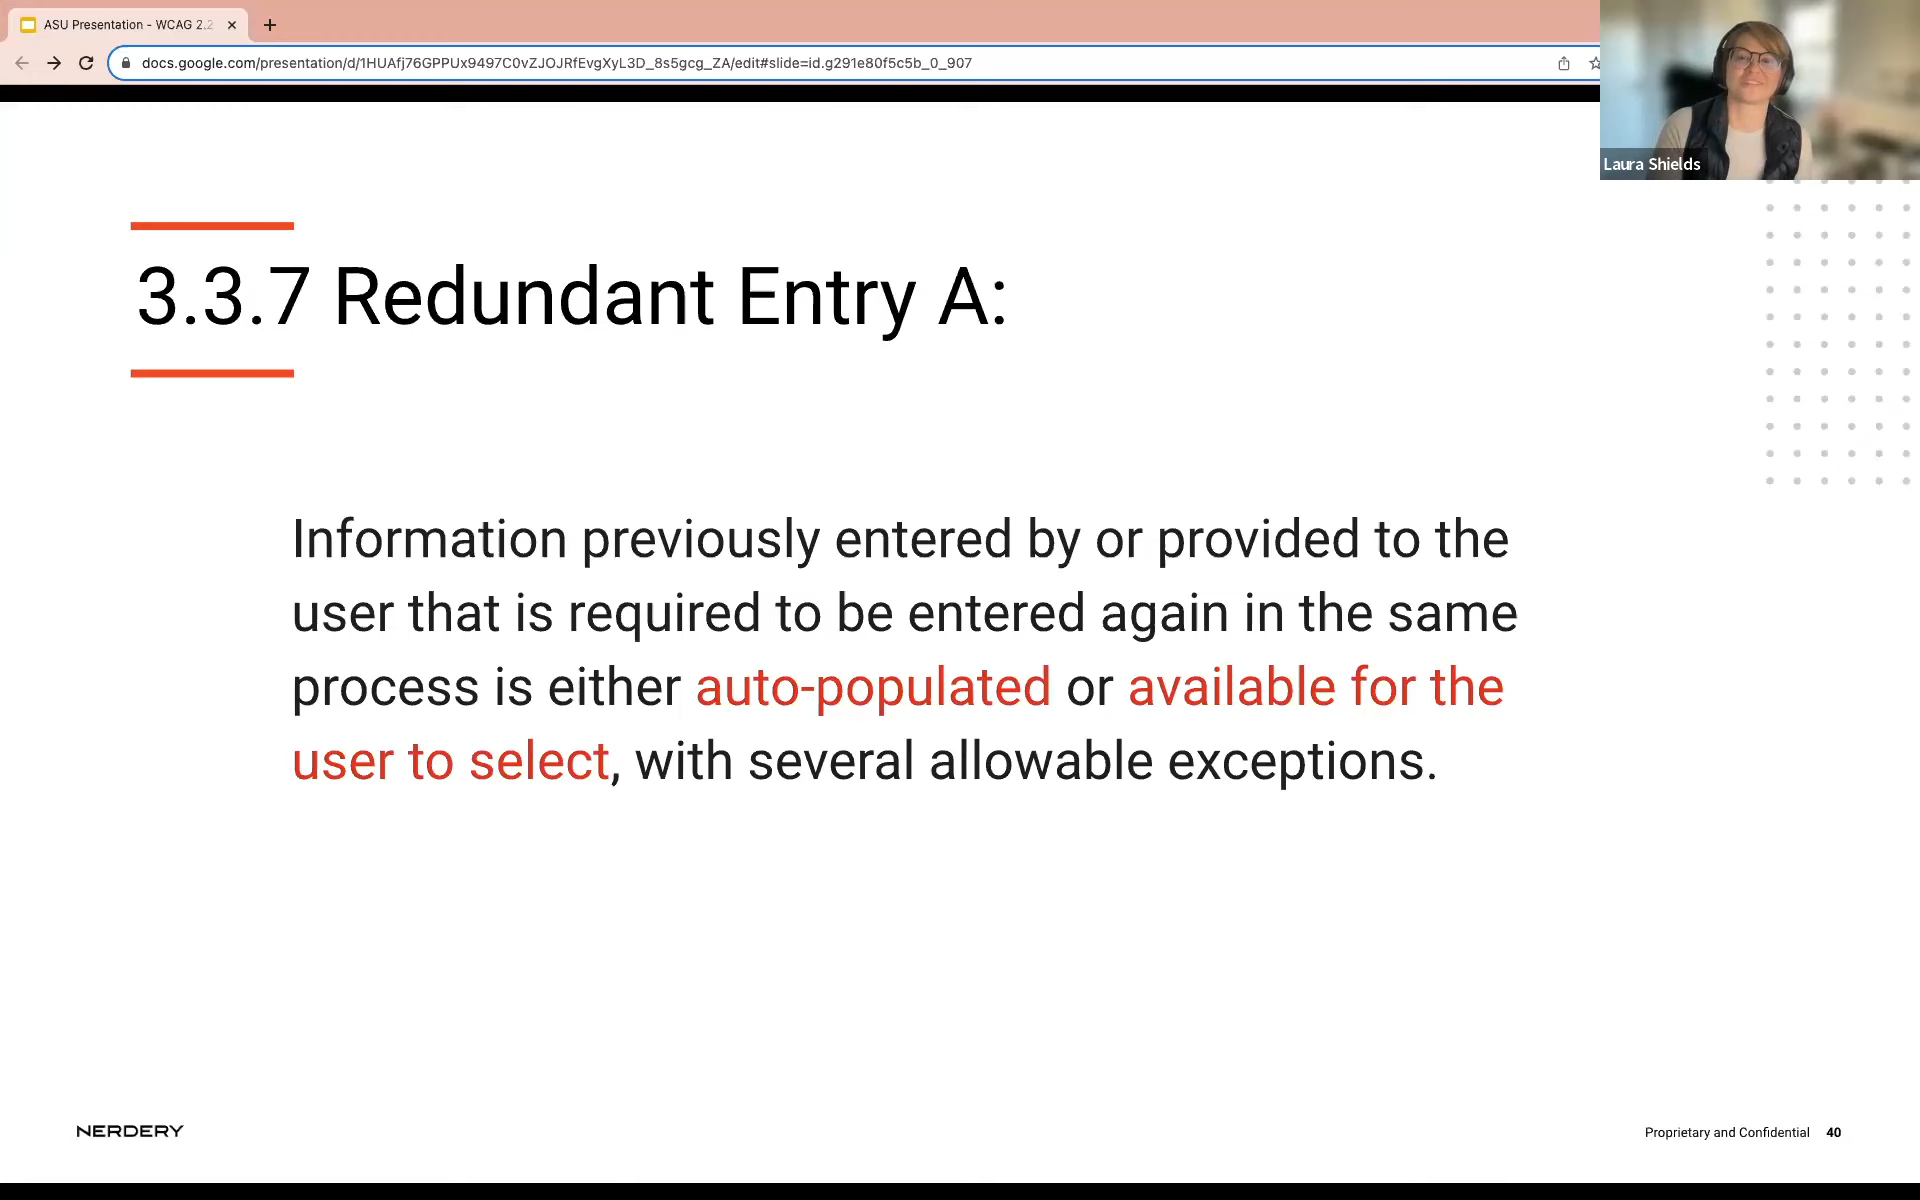 ASU Presentation - WCAG 2.2
docs.google.com/presentation/d/1HUAfj76GPPUx9497C0vZJOJRfEvgXyL3D_8s5gcg_ZA/edit#slide=id.g291e80f5c5b_0_907
Laura Shields
3.3.7 Redundant Entry A:
Information previously entered by or provided to the
user that is required to be entered again in the same
process is either auto-populated or available for the
user to select, with several allowable exceptions.
NERDERY
Proprietary and Confidential 40